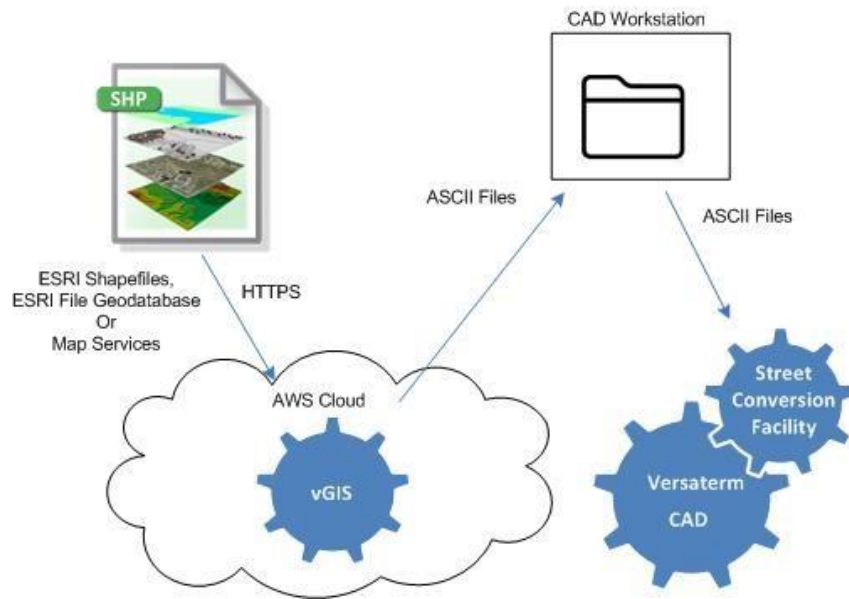 CAD Workstation
SHP
ASCII Files
ASCII Files
ESRI Shapefiles,
ESRI File Geodatabase
Or
Map Services
HTTPS
AWS Cloud
vGIS
Street
Conversion
Facility
Versaterm
CAD